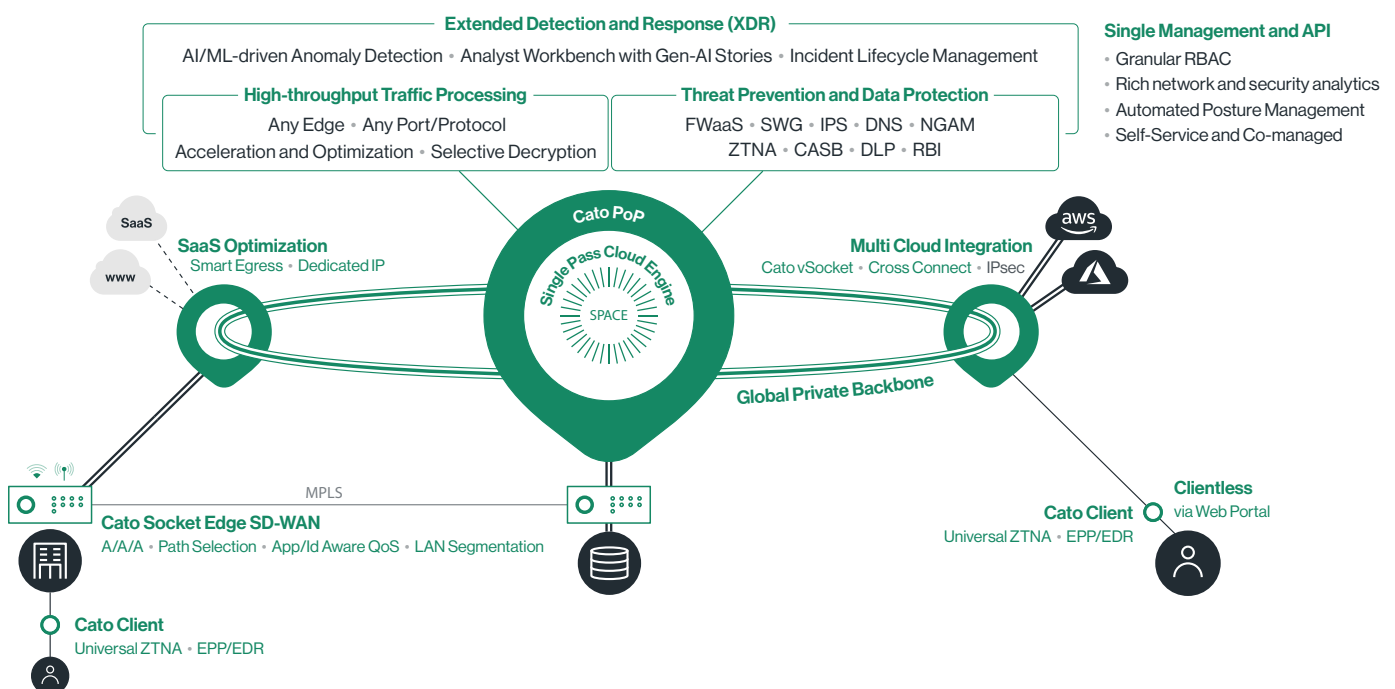 Extended Detection and Response (XDR)
AI/ML-driven Anomaly Detection • Analyst Workbench with Gen-AI Stories • Incident Lifecycle Management
High-throughput Traffic Processing
Any Edge • Any Port/Protocol
Acceleration and Optimization • Selective Decryption
Threat Prevention and Data Protection
FWaaS • SWG • IPS • DNS • NGAM
ZTNA • CASB • DLP • RBI
Single Management and API
• Granular RBAC
• Rich network and security analytics
• Automated Posture Management
• Self-Service and Co-managed
SaaS
www
SaaS Optimization
Smart Egress • Dedicated IP
Cato PoP
Single Pass Cloud Engine
SPACE
Multi Cloud Integration
Cato vSocket • Cross Connect • IPsec
aws
Global Private Backbone
MPLS
Cato Socket Edge SD-WAN
A/A/A • Path Selection • App/Id Aware QoS • LAN Segmentation
Cato Client
Universal ZTNA • EPP/EDR
Clientless
via Web Portal
Cato Client
Universal ZTNA • EPP/EDR